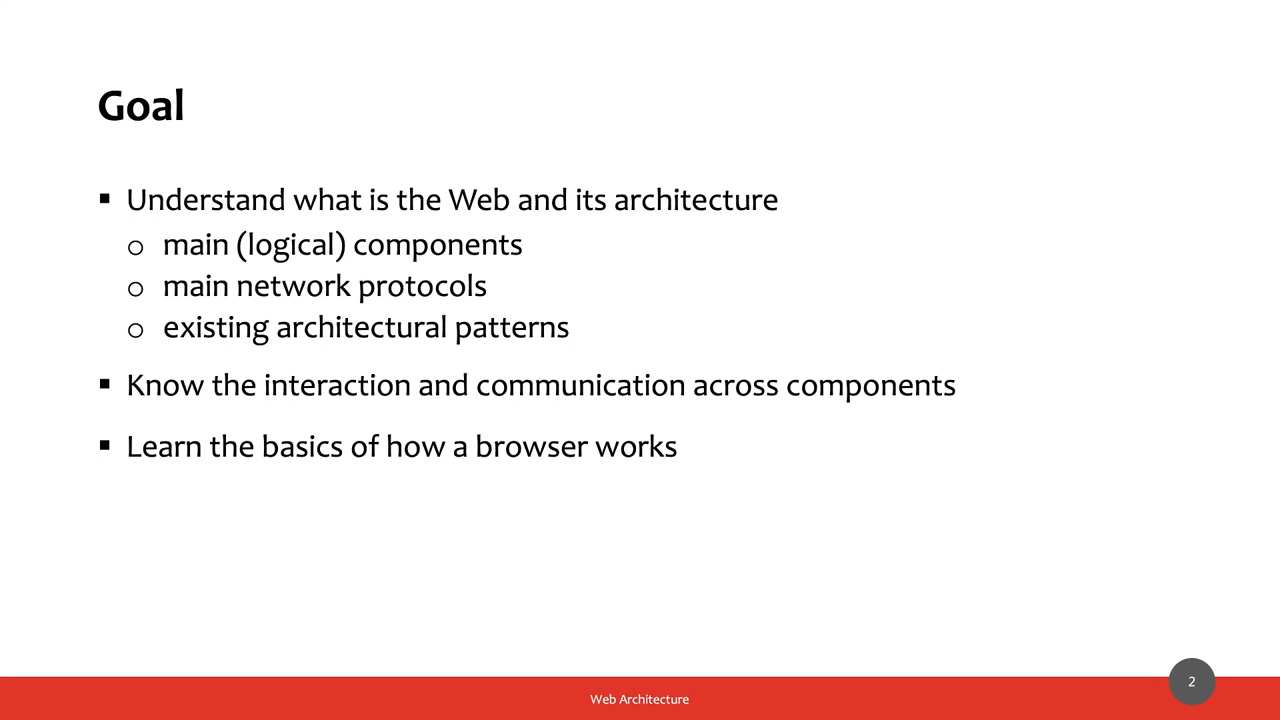 Goal
▪ Understand what is the Web and its architecture
o main (logical) components
o main network protocols
o existing architectural patterns
▪ Know the interaction and communication across components
▪ Learn the basics of how a browser works
Web Architecture
2